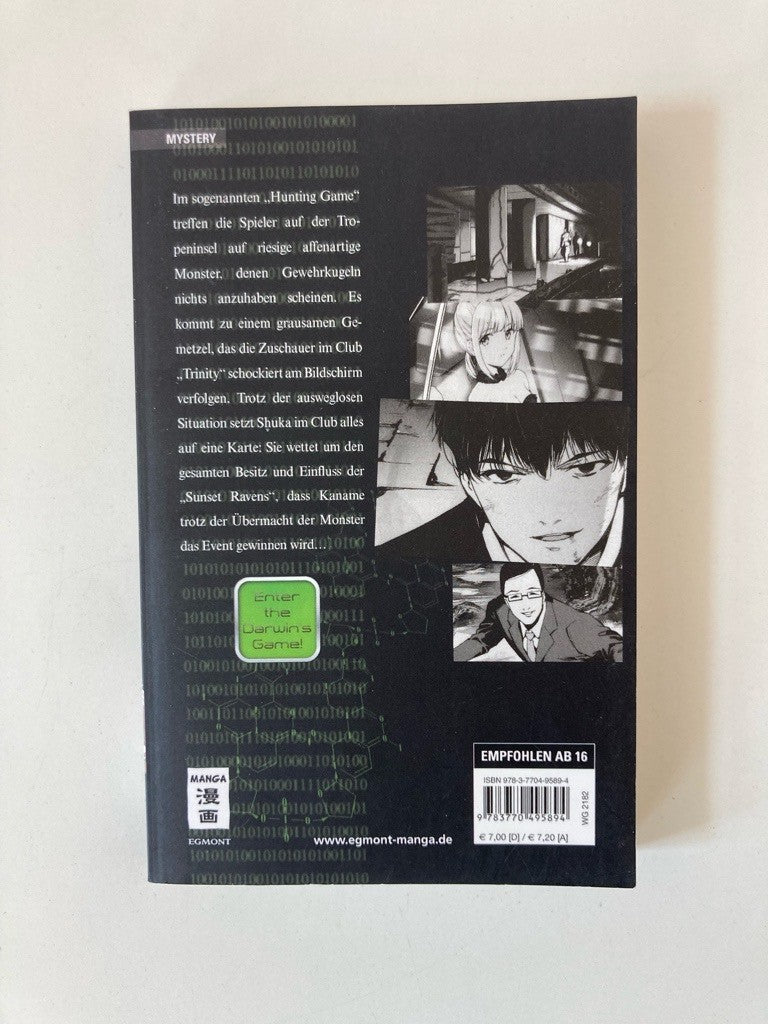 MYSTERY
Im sogenannten „Hunting Game“
treffen die Spieler auf der Tro-
peninsel auf riesige affenartige
Monster, denen Gewehrkugeln
nichts anzuhaben scheinen. Es
kommt zu einem grausamen Ge-
metzel, das die Zuschauer im Club
„Trinity“ schockiert am Bildschirm
verfolgen. Trotz der ausweglosen
Situation setzt Shuka im Club alles
auf eine Karte: Sie wettet um den
gesamten Besitz und Einfluss der
„Sunset Ravens“, dass Kaname
trotz der Übermacht der Monster
das Event gewinnen wird…
Enter
the
Darwin's
Game!
MANGA
漫
画
EGMONT
www.egmont-manga.de
EMPFOHLEN AB 16
ISBN 978-3-7704-9589-4
9 783770 495894
WG 2182
€ 7,00 [D] / € 7,20 [A]